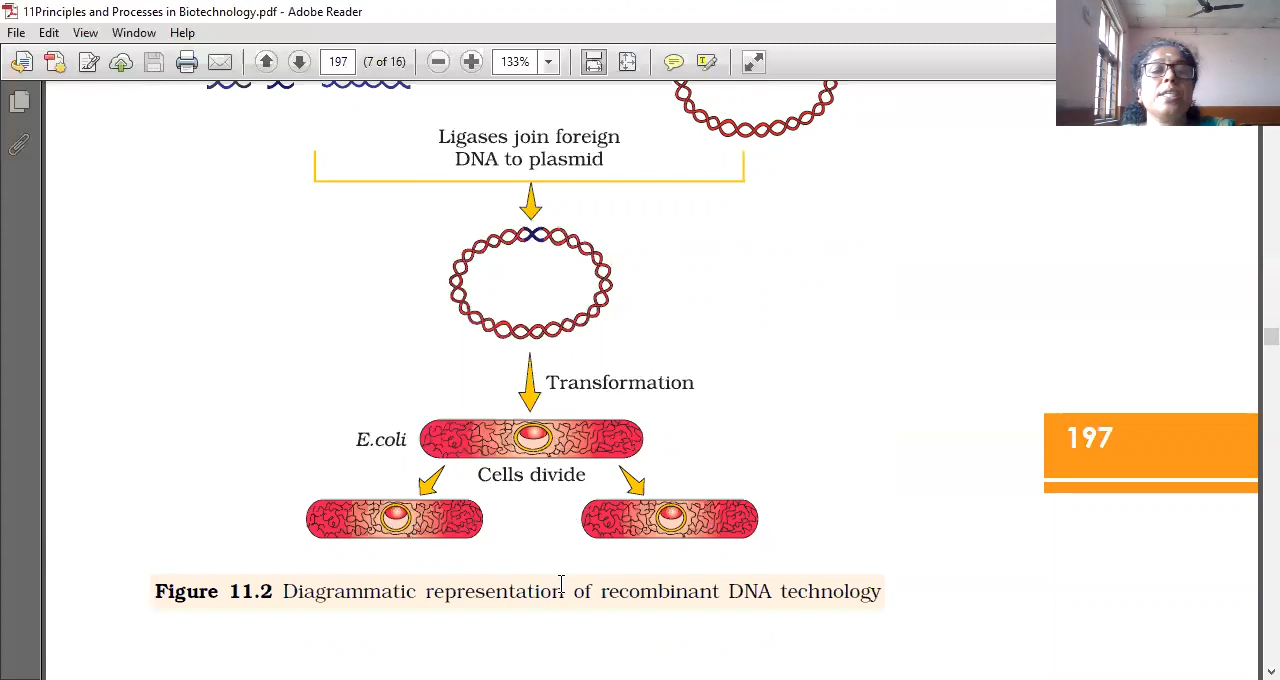 11Principles and Processes in Biotechnology.pdf - Adobe Reader
File Edit View Window Help
197 (7 of 16) 133%
Ligases join foreign
DNA to plasmid
Transformation
E.coli
Cells divide
197
Figure 11.2 Diagrammatic representation of recombinant DNA technology